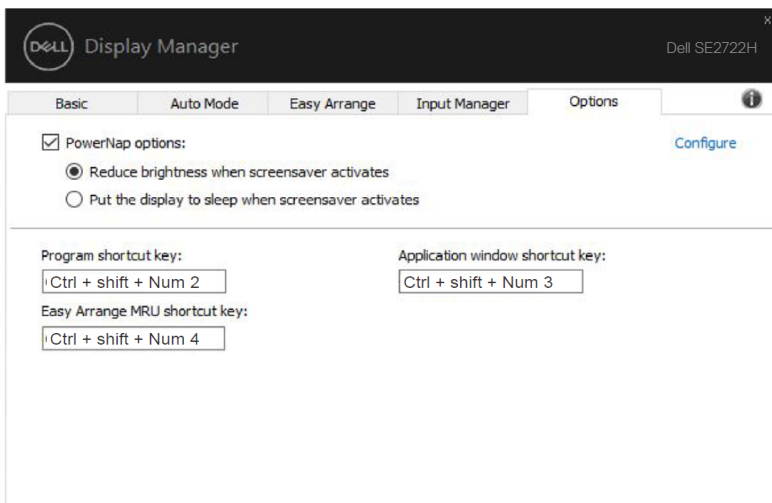 DELL Display Manager
Dell SE2722H
Basic Auto Mode Easy Arrange Input Manager Options
PowerNap options: Configure
Reduce brightness when screensaver activates
Put the display to sleep when screensaver activates
Program shortcut key: Application window shortcut key:
Ctrl + shift + Num 2 Ctrl + shift + Num 3
Easy Arrange MRU shortcut key:
Ctrl + shift + Num 4